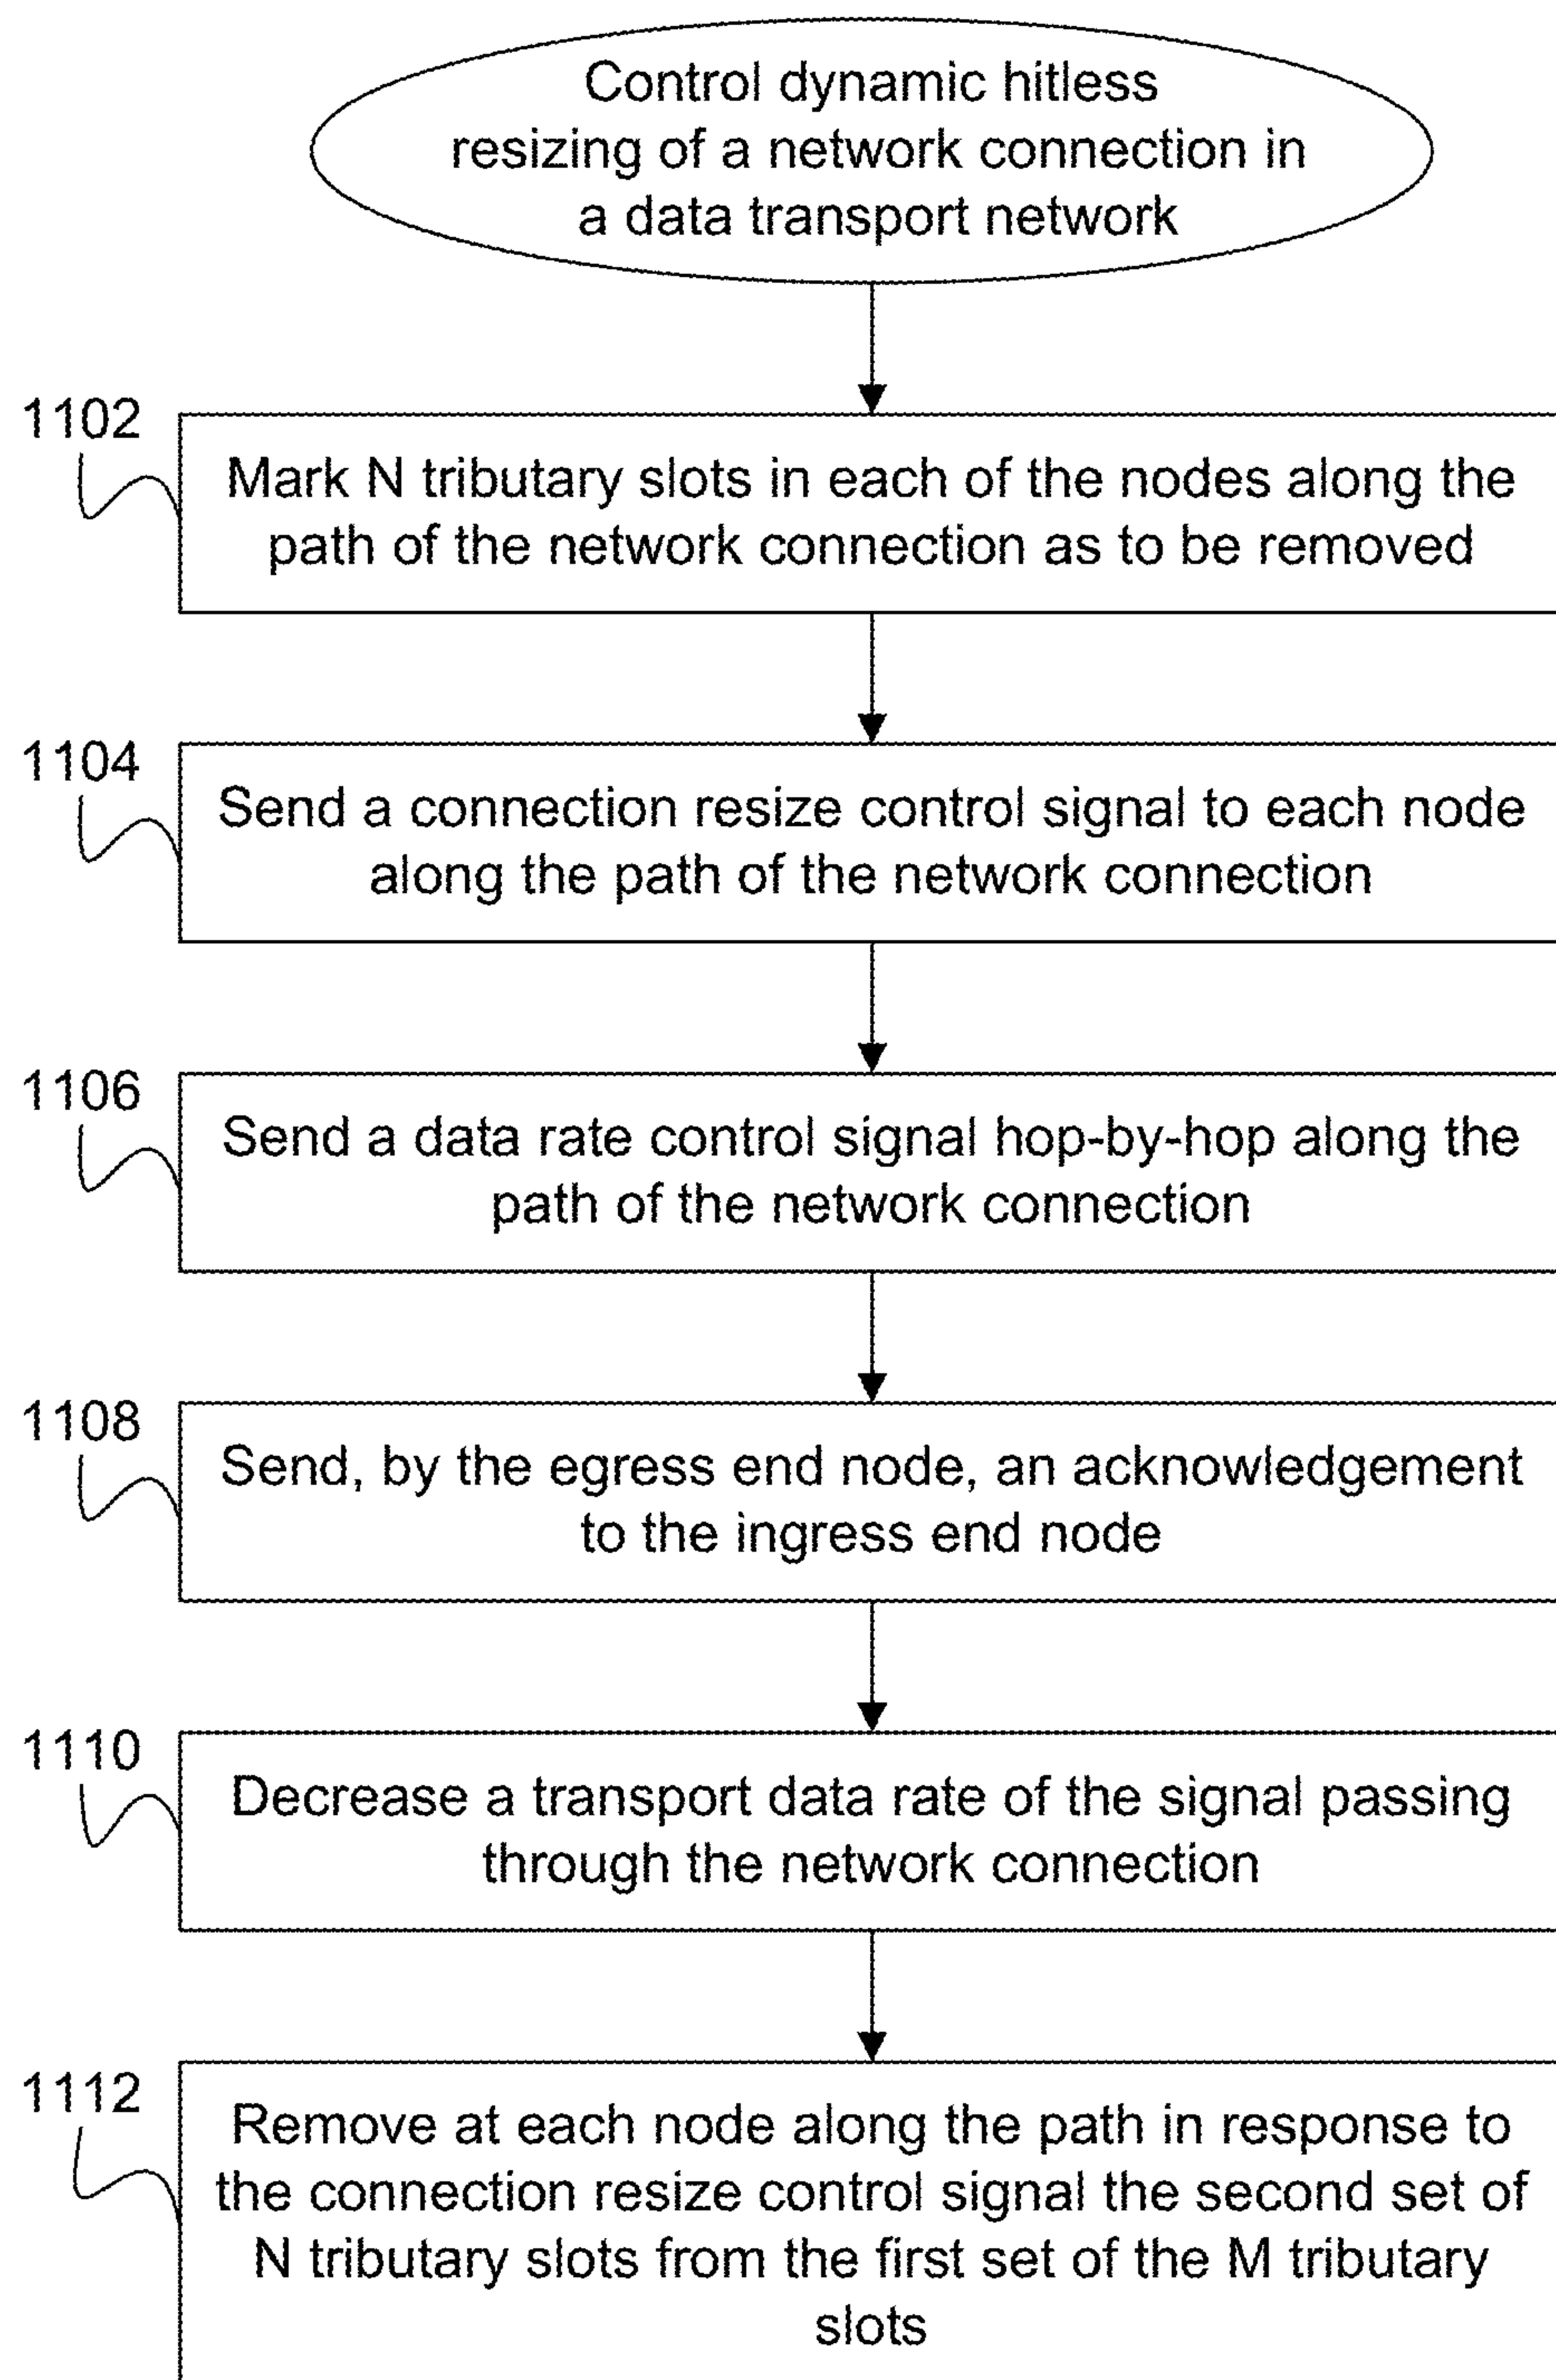 Control dynamic hitless
resizing of a network connection in
a data transport network
1102
Mark N tributary slots in each of the nodes along the
path of the network connection as to be removed
1104
Send a connection resize control signal to each node
along the path of the network connection
1106
Send a data rate control signal hop-by-hop along the
path of the network connection
1108
Send, by the egress end node, an acknowledgement
to the ingress end node
1110
Decrease a transport data rate of the signal passing
through the network connection
1112
Remove at each node along the path in response to
the connection resize control signal the second set of
N tributary slots from the first set of the M tributary
slots